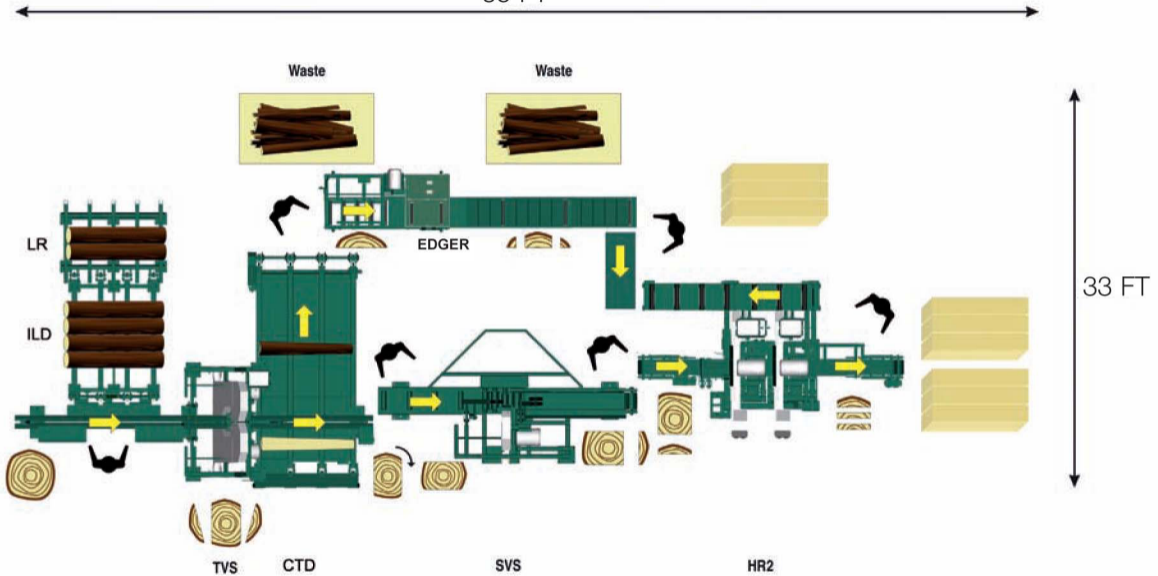 Waste
Waste
LR
EDGER
ILD
33 FT
TVS
CTD
SVS
HR2